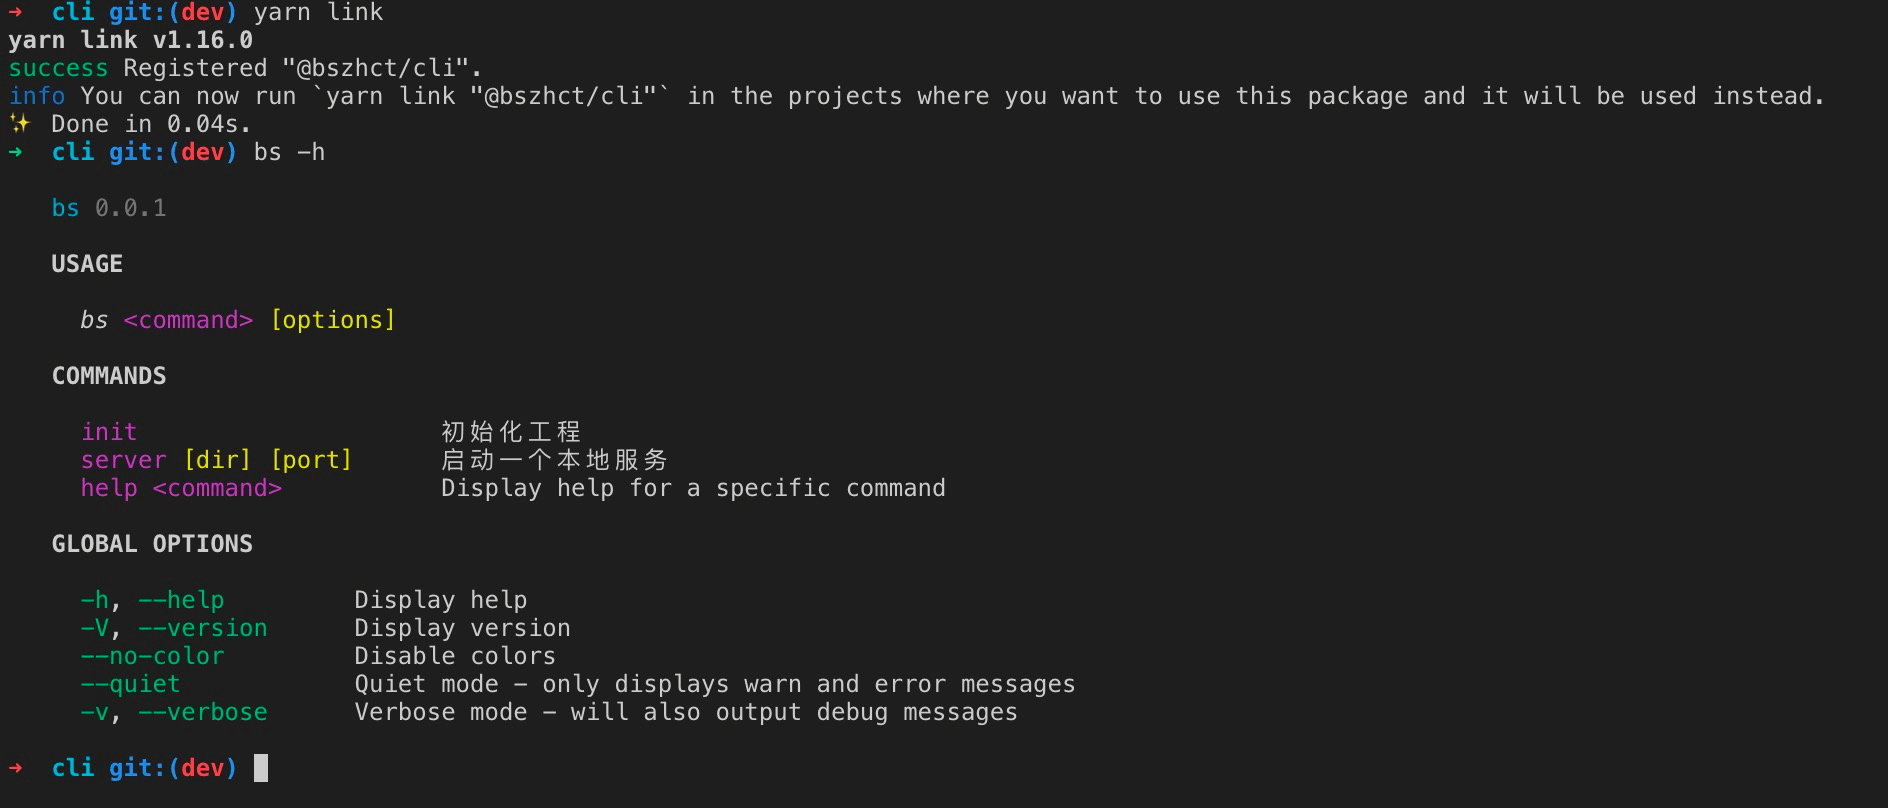 ➜  cli git:(dev) yarn link
yarn link v1.16.0
success Registered "@bszhct/cli".
info You can now run `yarn link "@bszhct/cli"` in the projects where you want to use this package and it will be used instead.
✨ Done in 0.04s.
➜  cli git:(dev) bs -h
bs 0.0.1
USAGE
bs <command> [options]
COMMANDS
init 初始化工程
server [dir] [port] 启动一个本地服务
help <command> Display help for a specific command
GLOBAL OPTIONS
-h, --help Display help
-V, --version Display version
--no-color Disable colors
--quiet Quiet mode - only displays warn and error messages
-v, --verbose Verbose mode - will also output debug messages
➜  cli git:(dev)